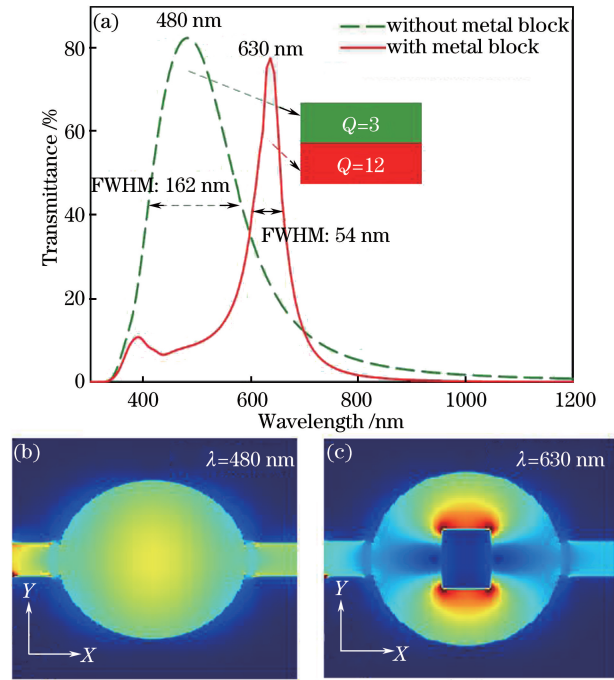 (a)
480 nm
630 nm
without metal block
with metal block
Q=3
Q=12
FWHM: 162 nm
FWHM: 54 nm
Transmittance /%
80
60
40
20
0
400
600
800
1000
1200
Wavelength /nm
(b)
λ=480 nm
Y
X
(c)
λ=630 nm
Y
X